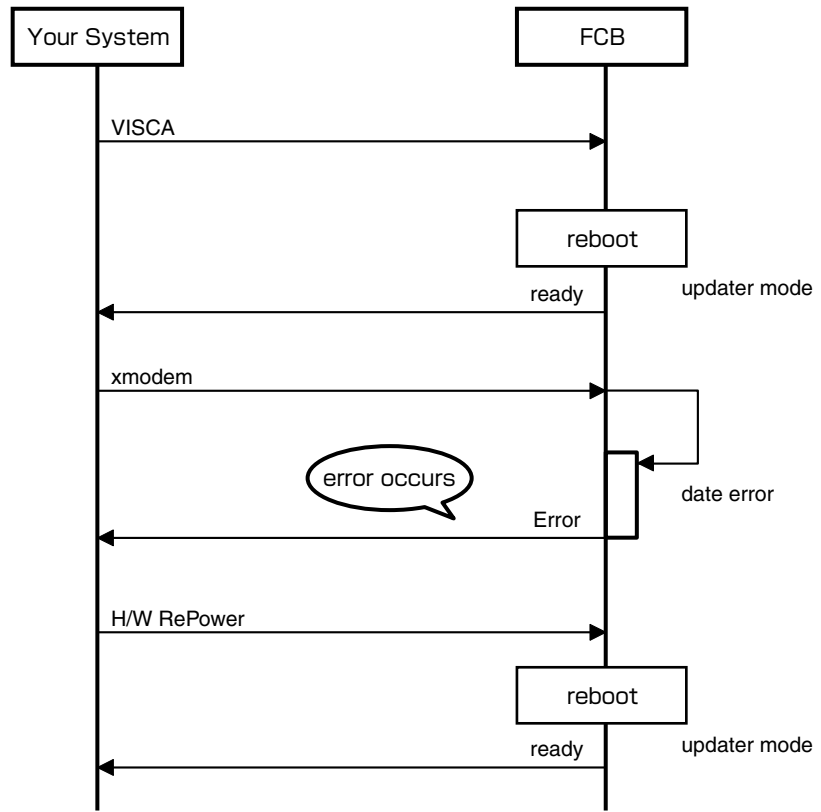 Your System
FCB
VISCA
reboot
ready
updater mode
xmodem
error occurs
date error
Error
H/W RePower
reboot
ready
updater mode